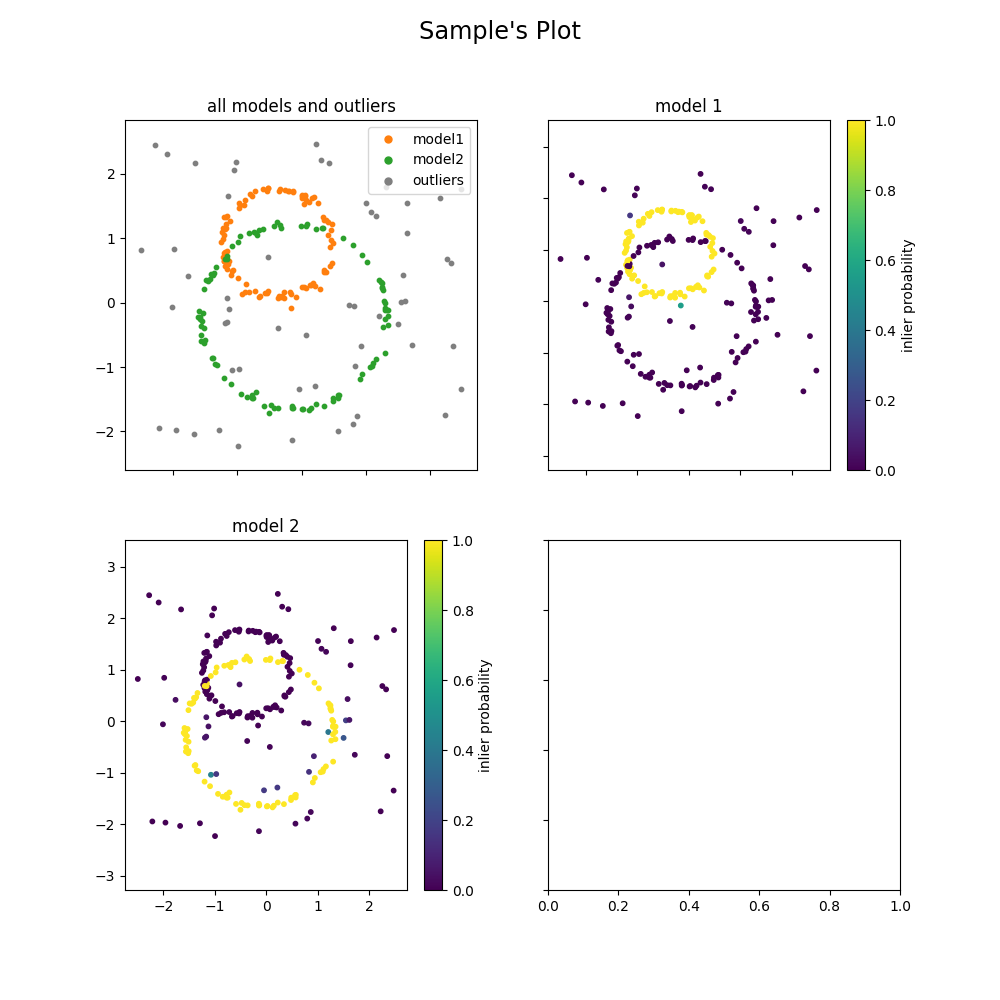 Sample's Plot
all models and outliers
model1
model2
outliers
2
1
0
−1
−2
model 1
1.0
0.8
0.6
0.4
0.2
0.0
inlier probability
model 2
3
2
1
0
−1
−2
−3
−2 −1 0 1 2
1.0
0.8
0.6
0.4
0.2
0.0
inlier probability
0.0 0.2 0.4 0.6 0.8 1.0